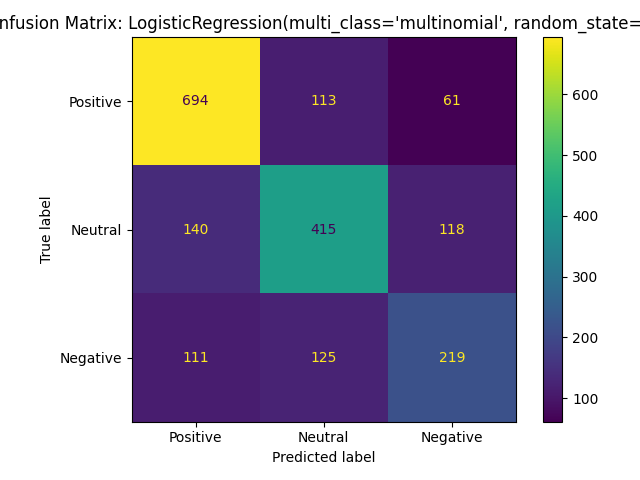 nfusion Matrix: LogisticRegression(multi_class='multinomial', random_state=
Positive 694 113 61
Neutral 140 415 118
Negative 111 125 219
Positive Neutral Negative
Predicted label
True label
600
500
400
300
200
100